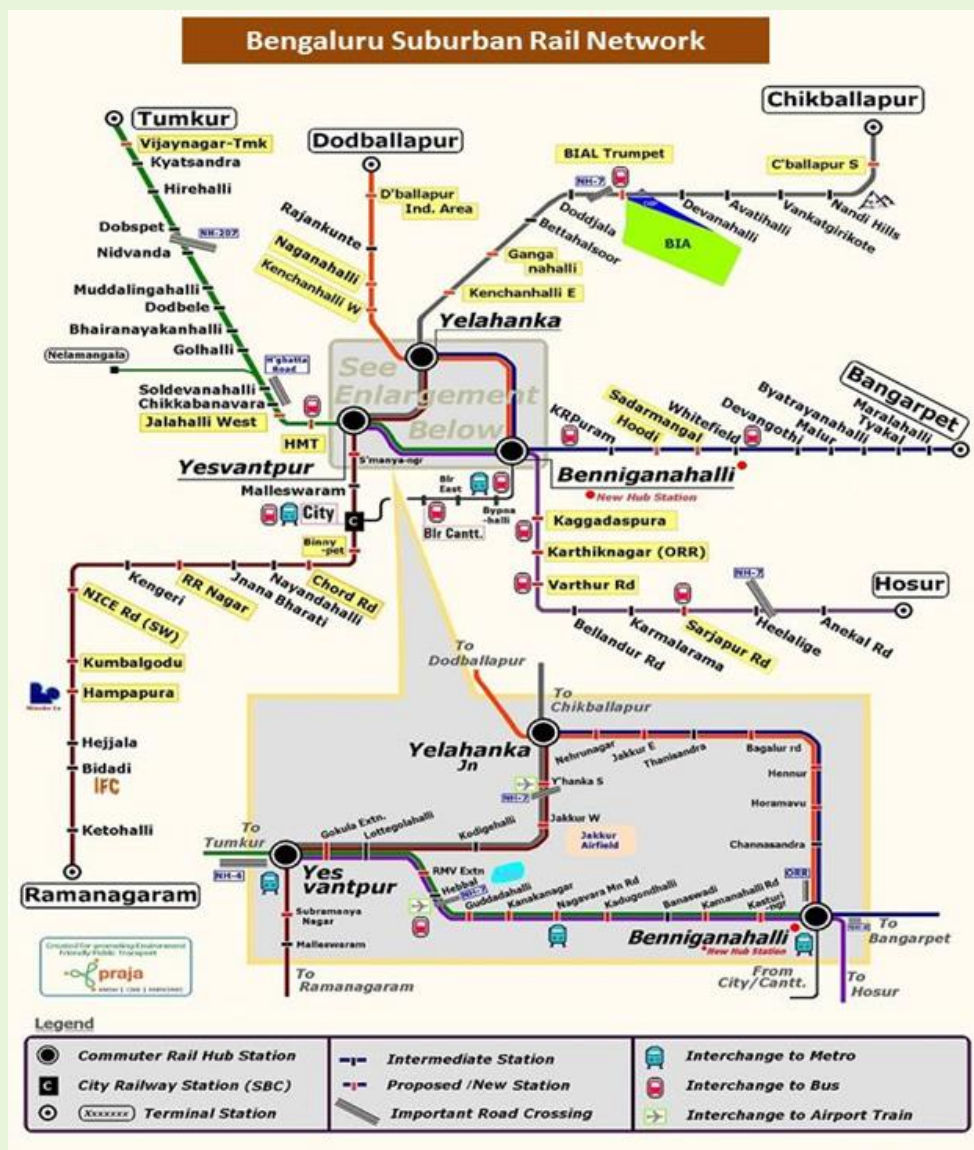 Bengaluru Suburban Rail Network
Tumkur
Vijaynagar-Tmk
Kyatsandra
Hirehalli
Dobspet
NH-207
Nidvanda
Muddalingahalli
Dodbele
Bhairanayakanhalli
Golhalli
Nelamangala
H'ghatta
Road
Soldevanahalli
Chikkabanavara
Jalahalli West
HMT
Dodballapur
D'ballapur
Ind. Area
Rajankunte
Naganahalli
Kenchanhalli W
Chikballapur
C'ballapur S
BIAL Trumpet
NH-7
Doddjala
Bettahalsoor
Devanahalli
Avatihalli
Vankatgirikote
Nandi Hills
BIA
Ganga
nahalli
Kenchanhalli E
Yelahanka
See
Enlargement
Below
Yesvantpur
S'manya-ngr
Malleswaram
City
C
Binny
-pet
Blr
East
Blr Cantt.
Bypna
-halli
Benniganahalli
New Hub Station
KRPuram
Hoodi
Sadarmangal
Whitefield
Devangothi
Malur
Byatrayanahalli
Tyakal
Maralahalli
Bangarpet
Kaggadaspura
Karthiknagar (ORR)
Varthur Rd
Bellandur Rd
Karmalarama
Sarjapur Rd
NH-7
Heelalige
Anekal Rd
Hosur
Chord Rd
Nayandahalli
Jnana Bharati
RR Nagar
Kengeri
NICE Rd (SW)
Kumbalgodu
Hampapura
Hejjala
Bidadi
IFC
Ketohalli
Ramanagaram
To
Dodballapur
To
Chikballapur
Yelahanka
Jn
Nehrunagar
Jakkur E
Thanisandra
Bagalur rd
Hennur
Horamavu
Channasandra
ORR
Y'hanka S
NH-7
Jakkur W
Jakkur
Airfield
To
Tumkur
Gokula Extn.
Lottegolahalli
Kodigehalli
Yes
vantpur
RMV Extn
Hebbal
NH-7
Guddadahalli
Kanakanagar
Nagavara Mn Rd
Kadugondhalli
Banaswadi
Kamanahalli Rd
Kasturi
-ngr
Subramanya
Nagar
Malleswaram
To
Ramanagaram
Benniganahalli
New Hub Station
To
Bangarpet
From
City/Cantt.
To
Hosur
Created for promoting Environment
Friendly Public Transport
praja
Legend
Commuter Rail Hub Station
C City Railway Station (SBC)
Xxxxxxx Terminal Station
Intermediate Station
Proposed /New Station
Important Road Crossing
Interchange to Metro
Interchange to Bus
Interchange to Airport Train